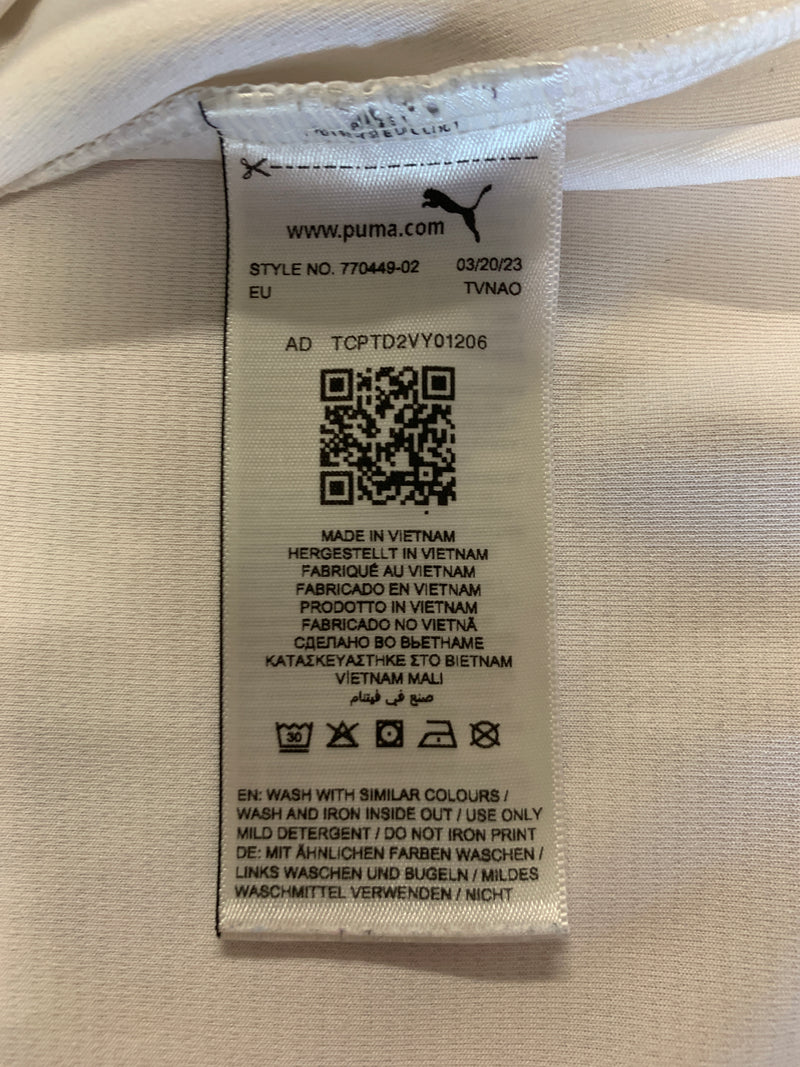 www.puma.com
STYLE NO. 770449-02 03/20/23
EU TVNAO
AD TCPTD2VY01206
MADE IN VIETNAM
HERGESTELLT IN VIETNAM
FABRIQUÉ AU VIETNAM
FABRICADO EN VIETNAM
PRODOTTO IN VIETNAM
FABRICADO NO VIETNÃ
СДЕЛАНО ВО ВЬЕТНАМЕ
ΚΑΤΑΣΚΕΥΑΣΤΗΚΕ ΣΤΟ ΒΙΕΤΝΑΜ
VİETNAM MALI
صنع في فيتنام
30
EN: WASH WITH SIMILAR COLOURS /
WASH AND IRON INSIDE OUT / USE ONLY
MILD DETERGENT / DO NOT IRON PRINT
DE: MIT ÄHNLICHEN FARBEN WASCHEN /
LINKS WASCHEN UND BÜGELN / MILDES
WASCHMITTEL VERWENDEN / NICHT